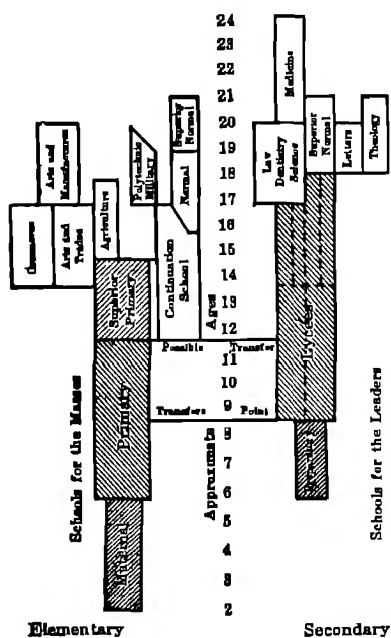 24
23
22
21
20
19
18
17
16
15
14
13
12
11
10
9
8
7
6
5
4
3
2
Ages
Approximate
Schools for the Masses
Arts and
Manufactures
Commerce
Arts and
Trades
Agriculture
Polytechnic
Military
Superior
Normal
Normal
Continuation
School
Superior
Primary
Primary
Maternal
Possible Transfer
Transfers Point
Medicine
Law
Dentistry
Science
Superior
Normal
Letters
Theology
Lycees
Schools for the Leaders
Elementary
Secondary